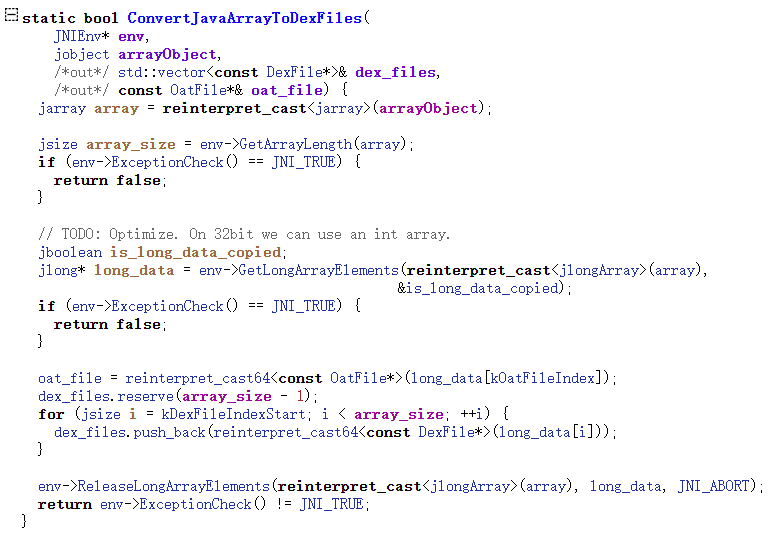 static bool ConvertJavaArrayToDexFiles(
    JNIEnv* env,
    jobject arrayObject,
    /*out*/ std::vector<const DexFile*>& dex_files,
    /*out*/ const OatFile*& oat_file) {
  jarray array = reinterpret_cast<jarray>(arrayObject);

  jsize array_size = env->GetArrayLength(array);
  if (env->ExceptionCheck() == JNI_TRUE) {
    return false;
  }

  // TODO: Optimize. On 32bit we can use an int array.
  jboolean is_long_data_copied;
  jlong* long_data = env->GetLongArrayElements(reinterpret_cast<jlongArray>(array),
                                               &is_long_data_copied);
  if (env->ExceptionCheck() == JNI_TRUE) {
    return false;
  }

  oat_file = reinterpret_cast64<const OatFile*>(long_data[kOatFileIndex]);
  dex_files.reserve(array_size - 1);
  for (jsize i = kDexFileIndexStart; i < array_size; ++i) {
    dex_files.push_back(reinterpret_cast64<const DexFile*>(long_data[i]));
  }

  env->ReleaseLongArrayElements(reinterpret_cast<jlongArray>(array), long_data, JNI_ABORT);
  return env->ExceptionCheck() != JNI_TRUE;
}